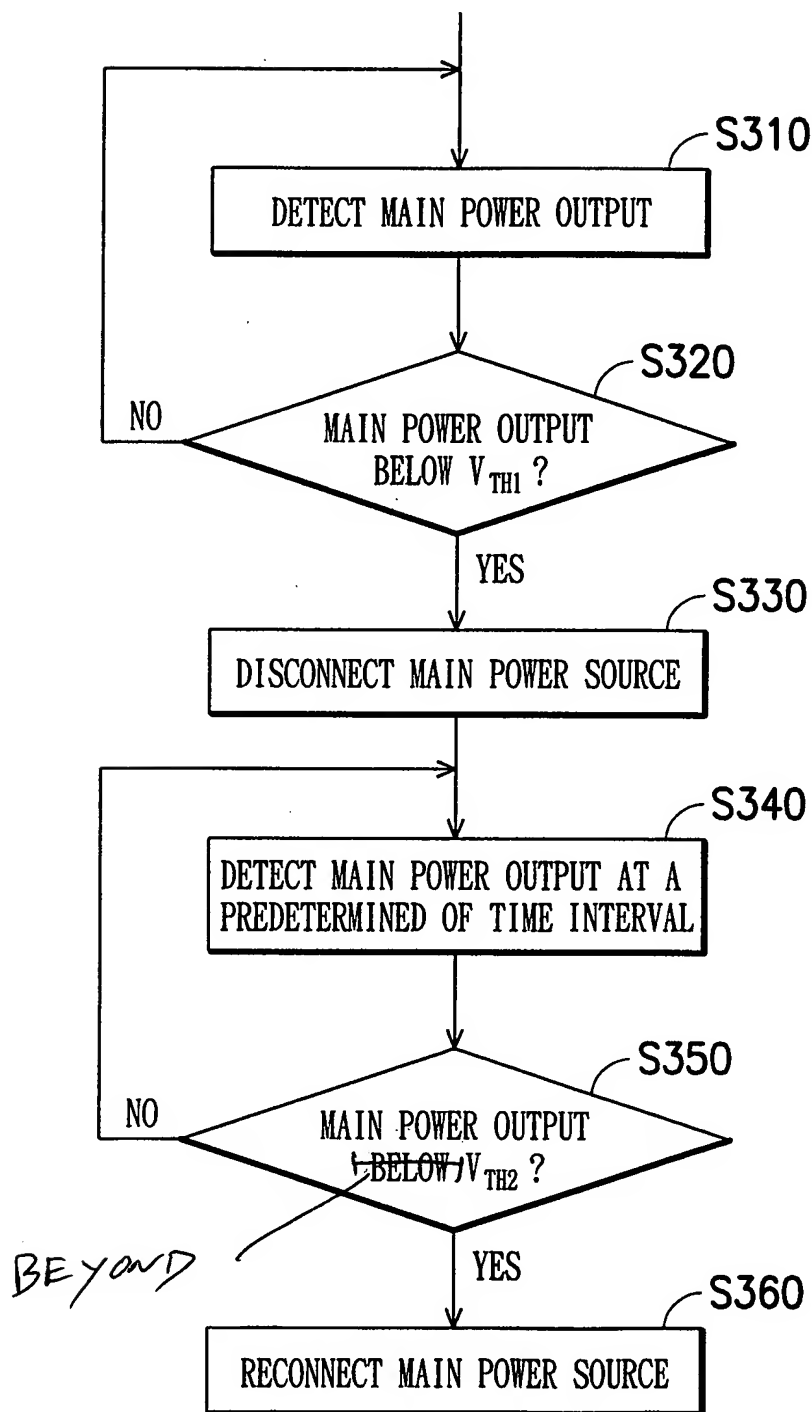 S310
DETECT MAIN POWER OUTPUT
S320
NO
MAIN POWER OUTPUT
BELOW V_TH1 ?
YES
S330
DISCONNECT MAIN POWER SOURCE
S340
DETECT MAIN POWER OUTPUT AT A
PREDETERMINED OF TIME INTERVAL
S350
NO
MAIN POWER OUTPUT
BELOW V_TH2 ?
BEYOND
YES
S360
RECONNECT MAIN POWER SOURCE